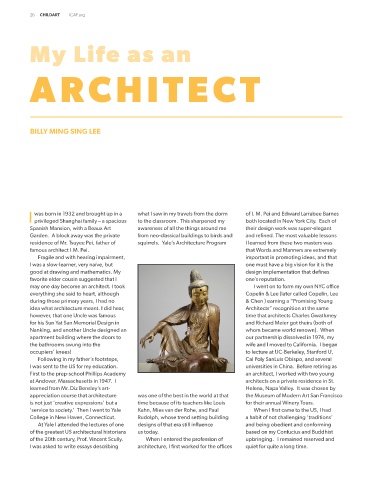 20 CHILDART ICAF.org
My Life as an
ARCHITECT
BILLY MING SING LEE
I was born in 1932 and brought up in a
privileged Shanghai family – a spacious
Spanish Mansion, with a Beaux Art
Garden. A block away was the private
residence of Mr. Tsuyee Pei, father of
famous architect I.M. Pei.
Fragile and with hearing impairment,
I was a slow-learner, very naive, but
good at drawing and mathematics. My
favorite elder cousin suggested that I
may one day become an architect. I took
everything she said to heart, although
during those primary years, I had no
idea what architecture meant. I did hear,
however, that one Uncle was famous
for his Sun Yat Sen Memorial Design in
Nanking, and another Uncle designed an
apartment building where the doors to
the bathrooms swung into the
occupiers' knees!
Following in my father's footsteps,
I was sent to the US for my education.
First to the prep-school Phillips Academy
at Andover, Massachusetts in 1947. I
learned from Mr. Du Bensley's art-
appreciation course that architecture
is not just 'creative expressions' but a
'service to society.' Then I went to Yale
College in New Haven, Connecticut.
At Yale I attended the lectures of one
of the greatest US architectural historians
of the 20th century, Prof. Vincent Scully.
I was asked to write essays describing
what I saw in my travels from the dorm
to the classroom. This sharpened my
awareness of all the things around me
from neo-classical buildings to birds and
squirrels. Yale's Architecture Program
was one of the best in the world at that
time because of its teachers like Louis
Kahn, Mies van der Rohe, and Paul
Rudolph, whose trend setting building
designs of that era still influence
us today.
When I entered the profession of
architecture, I first worked for the offices
of I. M. Pei and Edward Larrabee Barnes
both located in New York City. Each of
their design work was super-elegant
and refined. The most valuable lessons
I learned from these two masters was
that Words and Manners are extremely
important in promoting ideas, and that
one must have a big vision for it is the
design implementation that defines
one's reputation.
I went on to form my own NYC office
Copelin & Lee (later called Copelin, Lee
& Chen) earning a "Promising Young
Architects" recognition at the same
time that architects Charles Gwathmey
and Richard Meier got theirs (both of
whom became world renown). When
our partnership dissolved in 1976, my
wife and I moved to California. I began
to lecture at UC Berkeley, Stanford U,
Cal Poly San Luis Obispo, and several
universities in China. Before retiring as
an architect, I worked with two young
architects on a private residence in St.
Helena, Napa Valley. It was chosen by
the Museum of Modern Art San Francisco
for their annual Winery Tours.
When I first came to the US, I had
a habit of not challenging 'traditions'
and being obedient and conforming
based on my Confucius and Buddhist
upbringing. I remained reserved and
quiet for quite a long time.